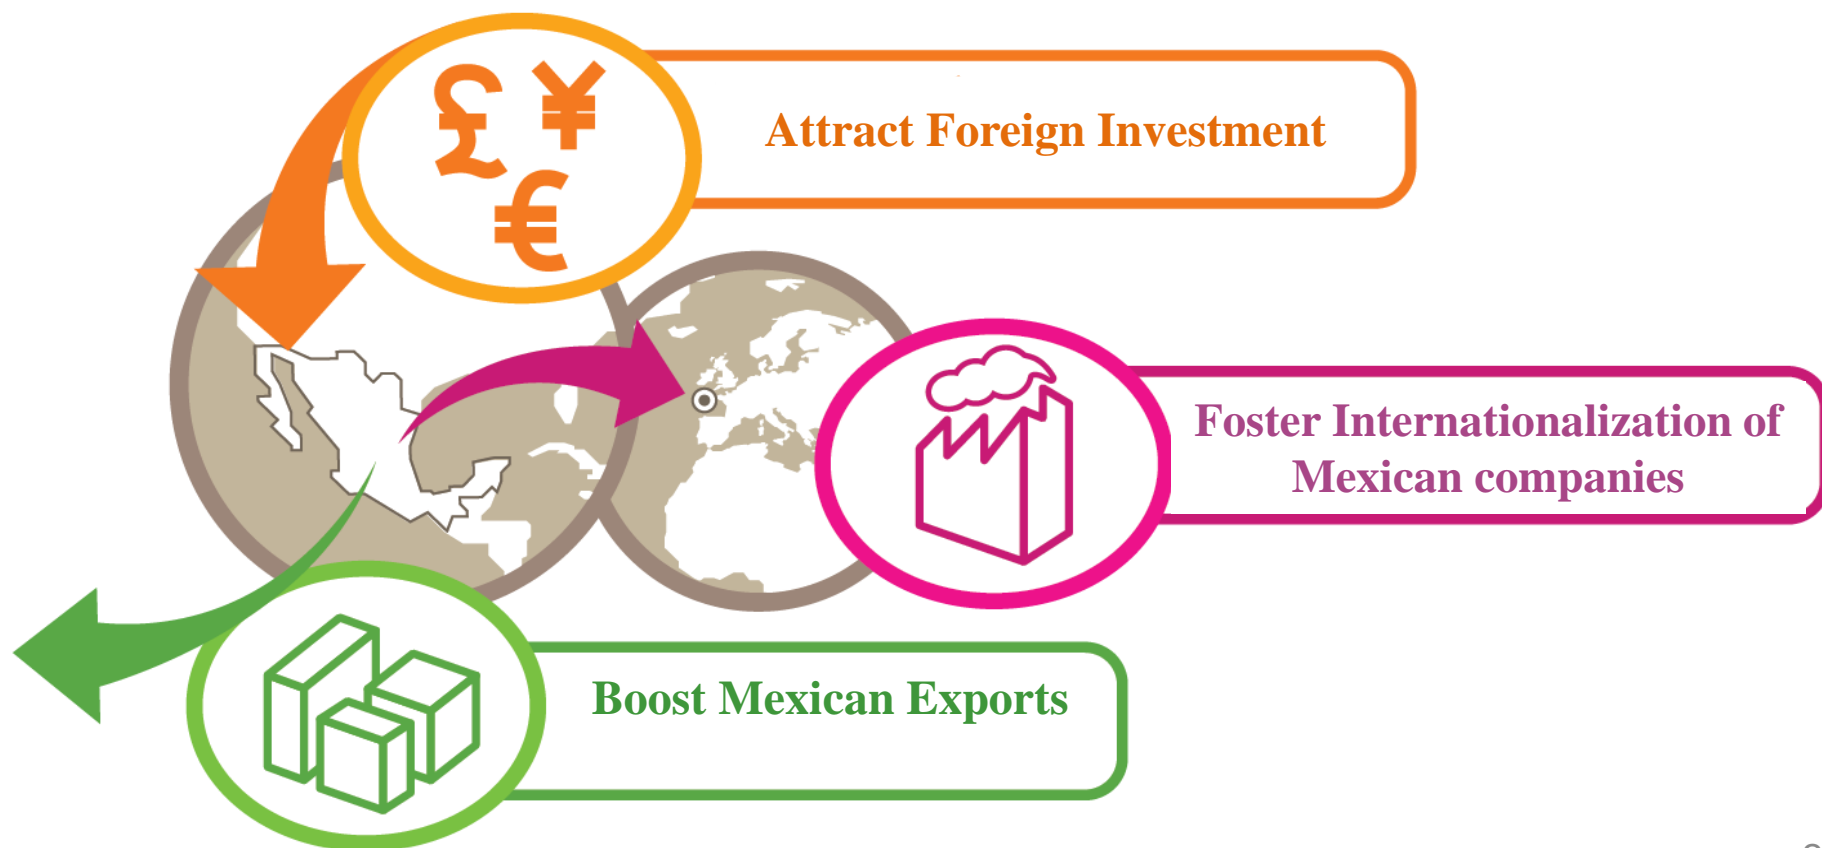 £ ¥
€
Attract Foreign Investment
Foster Internationalization of
Mexican companies
Boost Mexican Exports